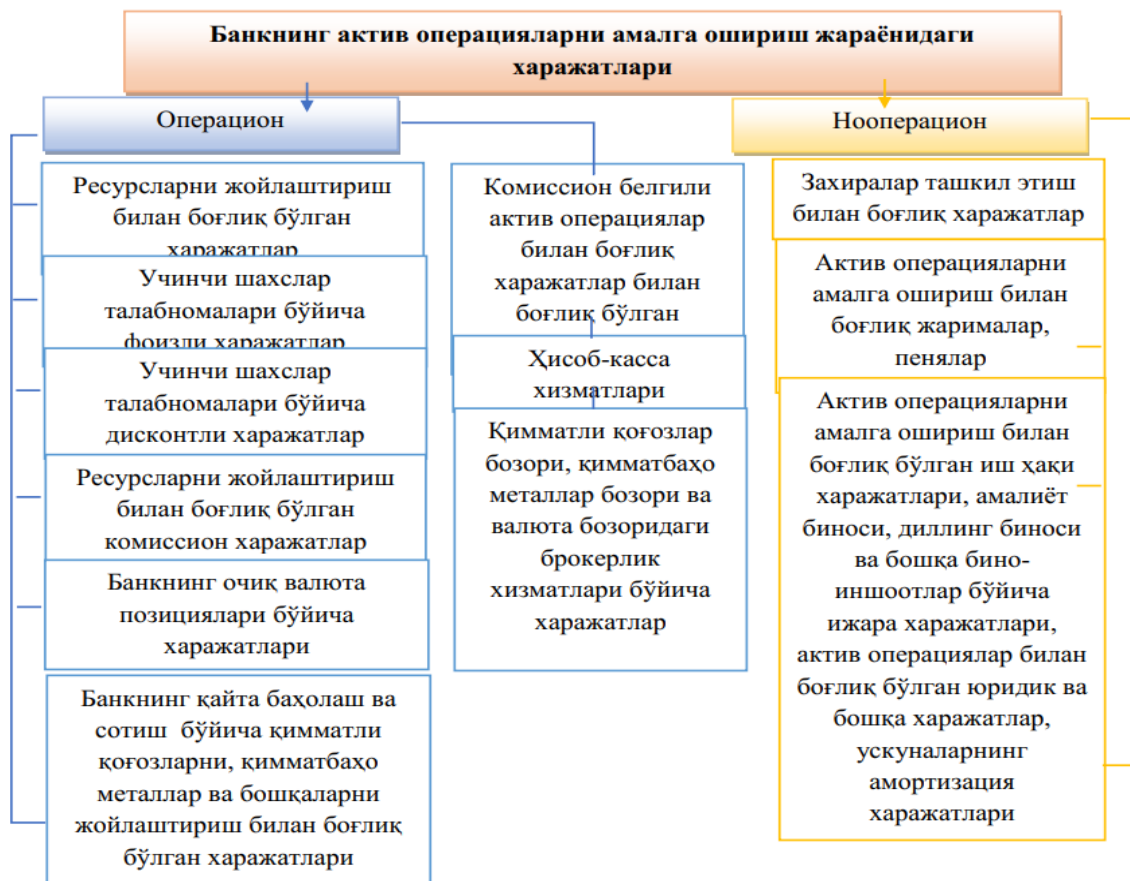 Банкнинг актив операцияларни амалга ошириш жараёнидаги
харажатлари
Операцион
Нооперацион
Ресурсларни жойлаштириш
билан боғлиқ бўлган
харажатлар
Учинчи шахслар
талабномалари бўйича
фоизли харажатлар
Учинчи шахслар
талабномалари бўйича
дисконтли харажатлар
Ресурсларни жойлаштириш
билан боғлиқ бўлган
комиссион харажатлар
Банкнинг очиқ валюта
позициялари бўйича
харажатлари
Банкнинг қайта баҳолаш ва
сотиш бўйича қимматли
қоғозларни, қимматбаҳо
металлар ва бошқаларни
жойлаштириш билан боғлиқ
бўлган харажатлари
Комиссион белгили
актив операциялар
билан боғлиқ
харажатлар билан
боғлиқ бўлган
Ҳисоб-касса
хизматлари
Қимматли қоғозлар
бозори, қимматбаҳо
металлар бозори ва
валюта бозоридаги
брокерлик
хизматлари бўйича
харажатлар
Захиралар ташкил этиш
билан боғлиқ харажатлар
Актив операцияларни
амалга ошириш билан
боғлиқ жарималар,
пенялар
Актив операцияларни
амалга ошириш билан
боғлиқ бўлган иш ҳақи
харажатлари, амалиёт
биноси, диллинг биноси
ва бошқа бино-
иншоотлар бўйича
ижара харажатлари,
актив операциялар билан
боғлиқ бўлган юридик ва
бошқа харажатлар,
ускуналарнинг
амортизация
харажатлари